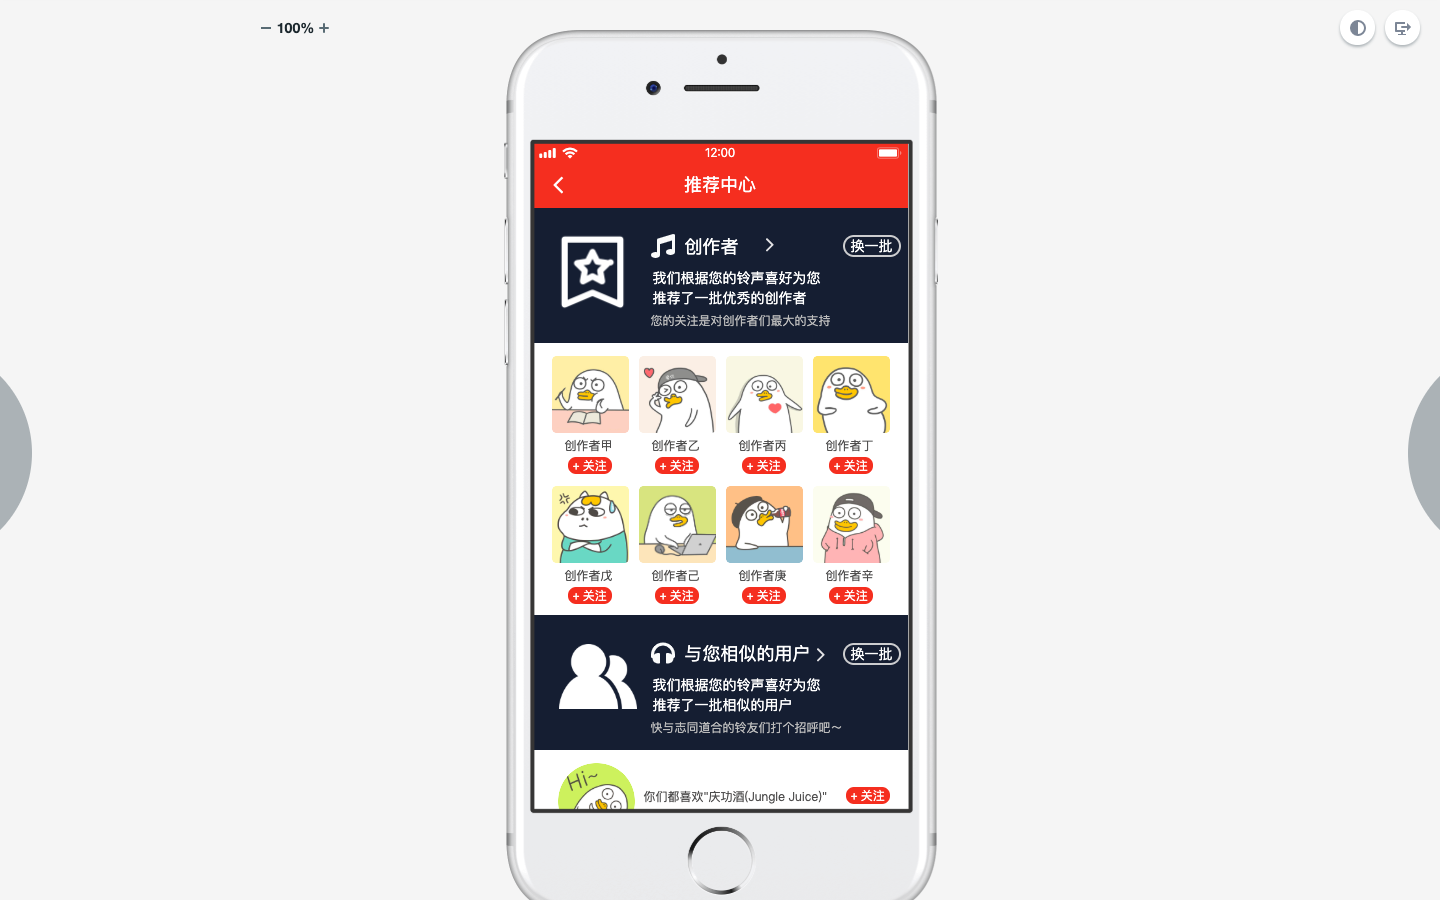 100%
12:00
推荐中心
创作者
换一批
我们根据您的铃声喜好为您
推荐了一批优秀的创作者
您的关注是对创作者们最大的支持
创作者甲 创作者乙 创作者丙 创作者丁
+ 关注 + 关注 + 关注 + 关注
创作者戊 创作者己 创作者庚 创作者辛
+ 关注 + 关注 + 关注 + 关注
与您相似的用户
换一批
我们根据您的铃声喜好为您
推荐了一批相似的用户
快与志同道合的铃友们打个招呼吧～
Hi~
你们都喜欢"庆功酒(Jungle Juice)"
+ 关注